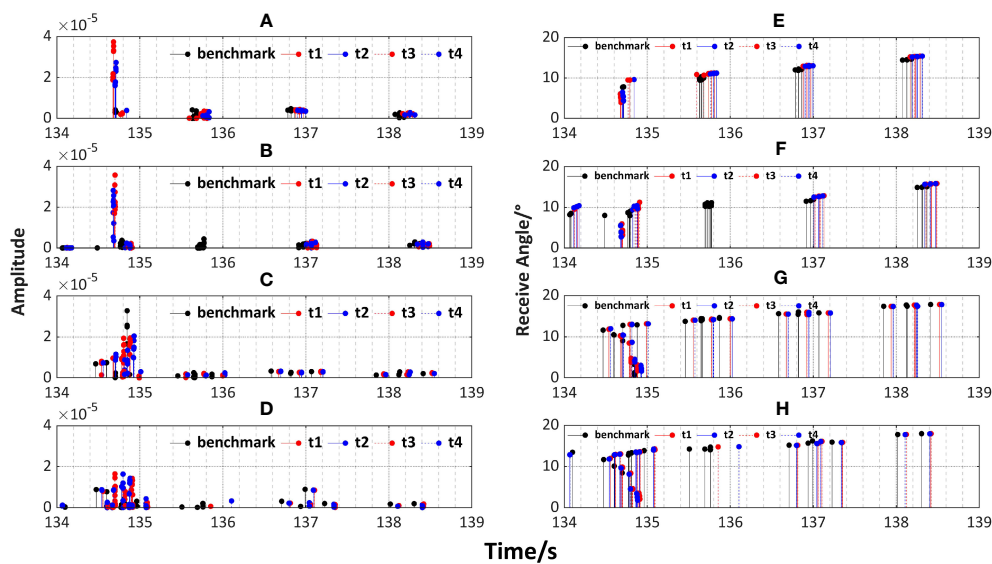 A
×10⁻⁵
4
2
0
benchmark t1 t2 t3 t4
134 135 136 137 138 139
B
×10⁻⁵
4
2
0
benchmark t1 t2 t3 t4
134 135 136 137 138 139
C
×10⁻⁵
4
2
0
benchmark t1 t2 t3 t4
134 135 136 137 138 139
D
×10⁻⁵
4
2
0
benchmark t1 t2 t3 t4
134 135 136 137 138 139
Amplitude
E
20
10
0
benchmark t1 t2 t3 t4
134 135 136 137 138 139
F
20
10
0
benchmark t1 t2 t3 t4
134 135 136 137 138 139
G
20
10
0
benchmark t1 t2 t3 t4
134 135 136 137 138 139
H
20
10
0
benchmark t1 t2 t3 t4
134 135 136 137 138 139
Receive Angle/°
Time/s